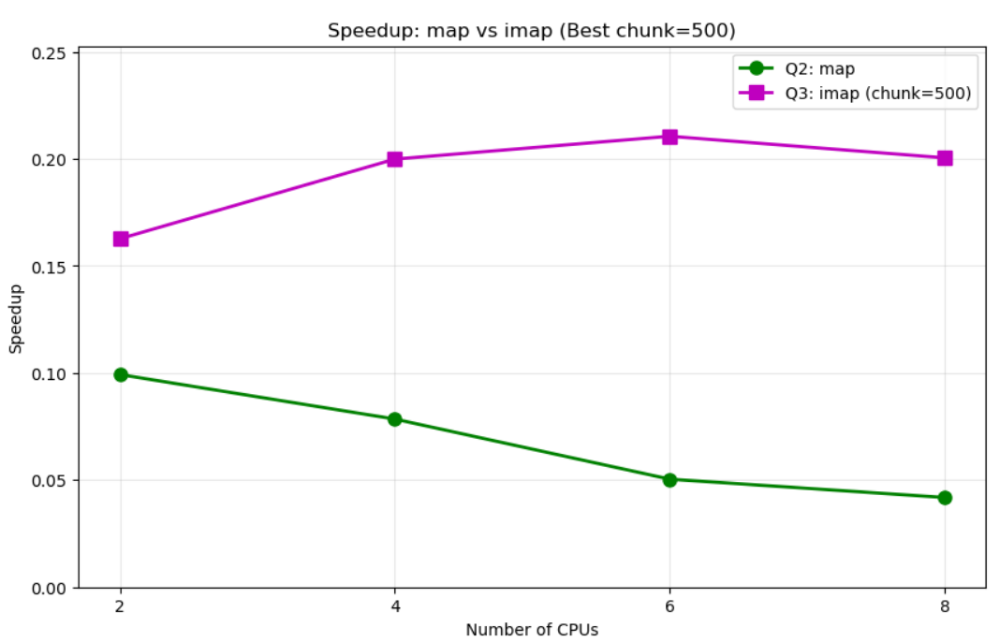 Speedup: map vs imap (Best chunk=500)
Q2: map
Q3: imap (chunk=500)
0.25
0.20
0.15
0.10
0.05
0.00
Speedup
2 4 6 8
Number of CPUs